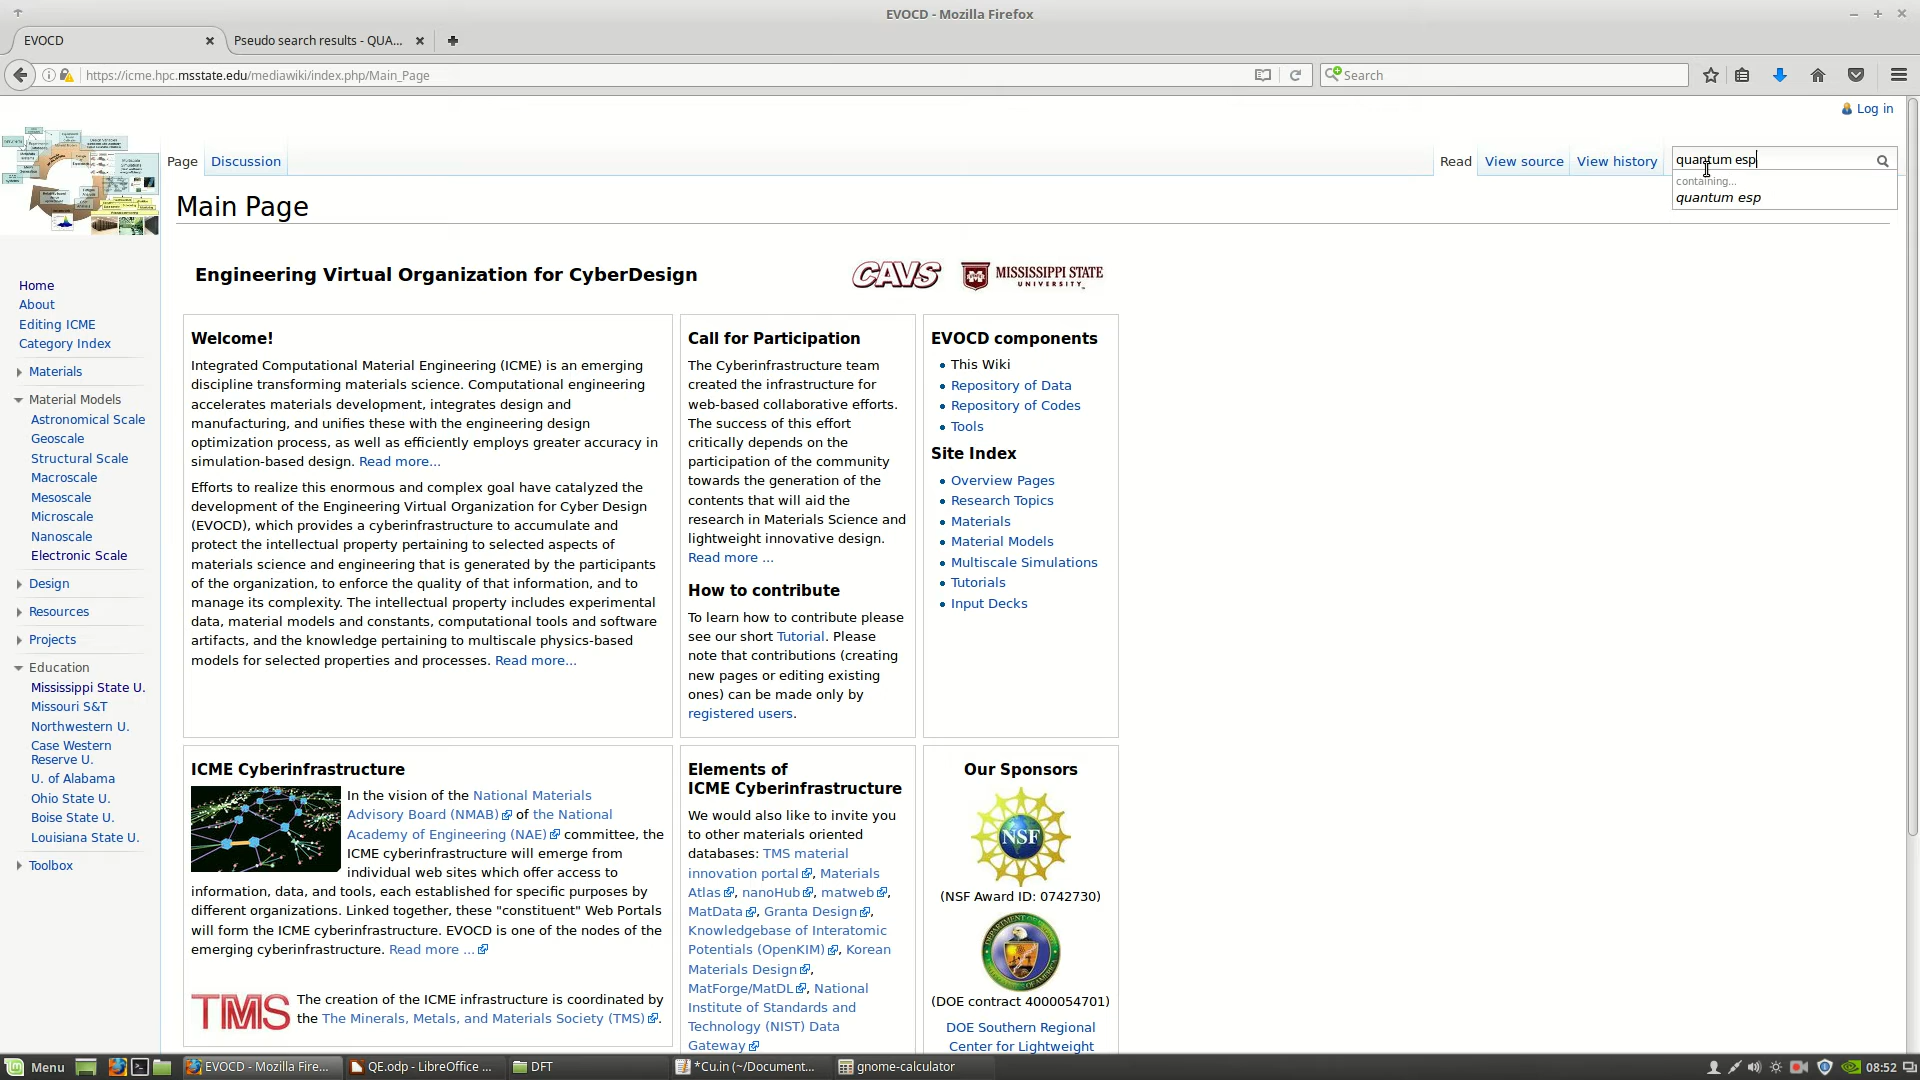 EVOCD - Mozilla Firefox
EVOCD
Pseudo search results - QUA...
https://icme.hpc.msstate.edu/mediawiki/index.php/Main_Page
Search
Log in
Page
Discussion
Read
View source
View history
quantum esp
containing...
quantum esp
Main Page
Engineering Virtual Organization for CyberDesign
CAVS
MISSISSIPPI STATE
UNIVERSITY
Home
About
Editing ICME
Category Index
Materials
Material Models
Astronomical Scale
Geoscale
Structural Scale
Macroscale
Mesoscale
Microscale
Nanoscale
Electronic Scale
Design
Resources
Projects
Education
Mississippi State U.
Missouri S&T
Northwestern U.
Case Western
Reserve U.
U. of Alabama
Ohio State U.
Boise State U.
Louisiana State U.
Toolbox
Welcome!
Integrated Computational Material Engineering (ICME) is an emerging
discipline transforming materials science. Computational engineering
accelerates materials development, integrates design and
manufacturing, and unifies these with the engineering design
optimization process, as well as efficiently employs greater accuracy in
simulation-based design. Read more...
Efforts to realize this enormous and complex goal have catalyzed the
development of the Engineering Virtual Organization for Cyber Design
(EVOCD), which provides a cyberinfrastructure to accumulate and
protect the intellectual property pertaining to selected aspects of
materials science and engineering that is generated by the participants
of the organization, to enforce the quality of that information, and to
manage its complexity. The intellectual property includes experimental
data, material models and constants, computational tools and software
artifacts, and the knowledge pertaining to multiscale physics-based
models for selected properties and processes. Read more...
Call for Participation
The Cyberinfrastructure team
created the infrastructure for
web-based collaborative efforts.
The success of this effort
critically depends on the
participation of the community
towards the generation of the
contents that will aid the
research in Materials Science and
lightweight innovative design.
Read more ...
How to contribute
To learn how to contribute please
see our short Tutorial. Please
note that contributions (creating
new pages or editing existing
ones) can be made only by
registered users.
EVOCD components
This Wiki
Repository of Data
Repository of Codes
Tools
Site Index
Overview Pages
Research Topics
Materials
Material Models
Multiscale Simulations
Tutorials
Input Decks
ICME Cyberinfrastructure
In the vision of the National Materials
Advisory Board (NMAB) of the National
Academy of Engineering (NAE) committee, the
ICME cyberinfrastructure will emerge from
individual web sites which offer access to
information, data, and tools, each established for specific purposes by
different organizations. Linked together, these "constituent" Web Portals
will form the ICME cyberinfrastructure. EVOCD is one of the nodes of the
emerging cyberinfrastructure. Read more ...
TMS
The creation of the ICME infrastructure is coordinated by
the The Minerals, Metals, and Materials Society (TMS).
Elements of
ICME Cyberinfrastructure
We would also like to invite you
to other materials oriented
databases: TMS material
innovation portal, Materials
Atlas, nanoHub, matweb,
MatData, Granta Design,
Knowledgebase of Interatomic
Potentials (OpenKIM), Korean
Materials Design,
MatForge/MatDL, National
Institute of Standards and
Technology (NIST) Data
Gateway
Our Sponsors
NSF
(NSF Award ID: 0742730)
(DOE contract 4000054701)
DOE Southern Regional
Center for Lightweight
Menu
EVOCD - Mozilla Fire...
QE.odp - LibreOffice ...
DFT
*Cu.in (~/Document...
gnome-calculator
08:52